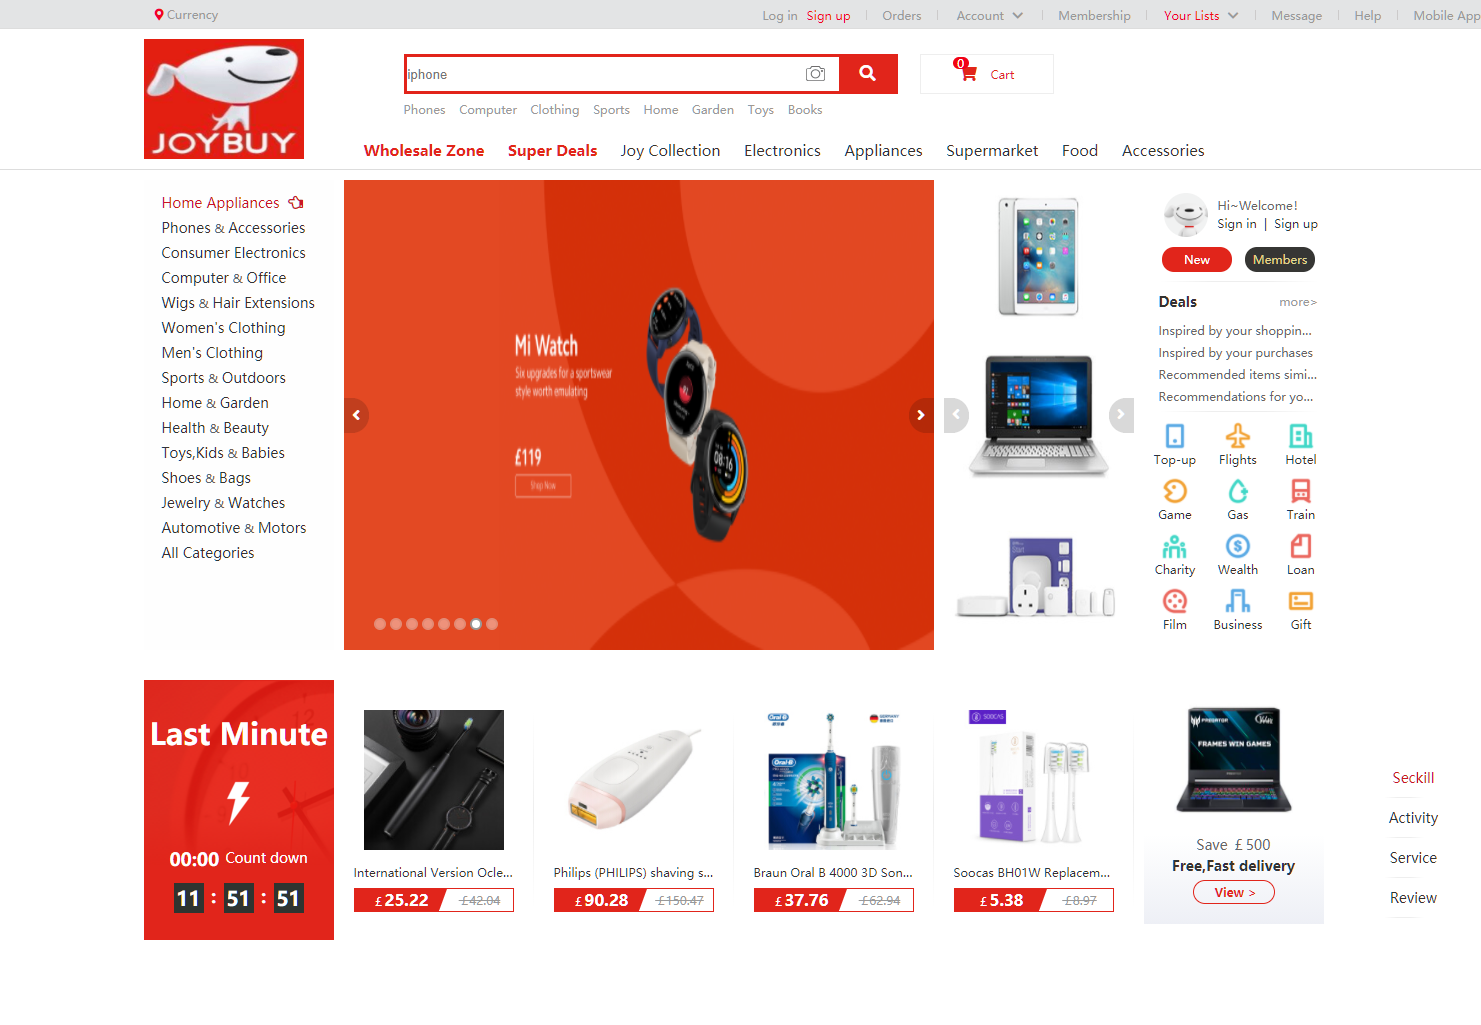 Currency
Log in Sign up Orders Account Membership Your Lists Message Help Mobile App
JOYBUY
iphone
0
Cart
Phones Computer Clothing Sports Home Garden Toys Books
Wholesale Zone Super Deals Joy Collection Electronics Appliances Supermarket Food Accessories
Home Appliances
Phones & Accessories
Consumer Electronics
Computer & Office
Wigs & Hair Extensions
Women's Clothing
Men's Clothing
Sports & Outdoors
Home & Garden
Health & Beauty
Toys,Kids & Babies
Shoes & Bags
Jewelry & Watches
Automotive & Motors
All Categories
Mi Watch
Six upgrades for a sportswear
style worth emulating
£119
Shop Now
08:16
Hi~Welcome!
Sign in | Sign up
New Members
Deals more>
Inspired by your shoppin...
Inspired by your purchases
Recommended items simi...
Recommendations for yo...
Top-up Flights Hotel
Game Gas Train
Charity Wealth Loan
Film Business Gift
Last Minute
00:00 Count down
11 : 51 : 51
International Version Ocle...
£ 25.22 £42.04
Philips (PHILIPS) shaving s...
£ 90.28 £150.47
Oral-B
GERMANY
Oral-B
Braun Oral B 4000 3D Son...
£ 37.76 £62.94
SOOCAS
Soocas BH01W Replacem...
£ 5.38 £8.97
PREDATOR
FRAMES WIN GAMES
Save £ 500
Free,Fast delivery
View >
Seckill
Activity
Service
Review